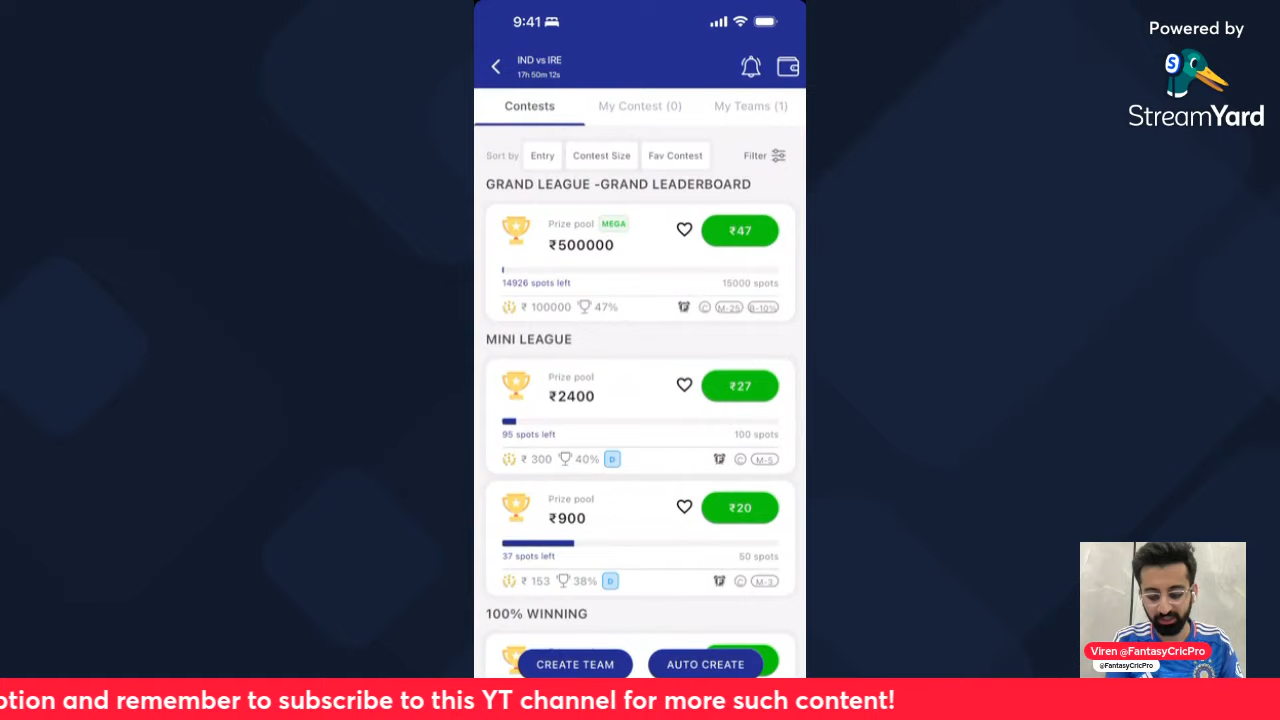 9:41
Powered by
StreamYard
IND vs IRE
17h 50m 12s
Contests
My Contest (0)
My Teams (1)
Sort by
Entry
Contest Size
Fav Contest
Filter
GRAND LEAGUE -GRAND LEADERBOARD
Prize pool MEGA
₹500000
₹47
14926 spots left
15000 spots
₹ 100000
47%
C
M-25
B-10%
MINI LEAGUE
Prize pool
₹2400
₹27
95 spots left
100 spots
₹ 300
40%
D
C
M-5
Prize pool
₹900
₹20
37 spots left
50 spots
₹ 153
38%
D
C
M-3
100% WINNING
CREATE TEAM
AUTO CREATE
Viren @FantasyCricPro
@FantasyCricPro
ption and remember to subscribe to this YT channel for more such content!